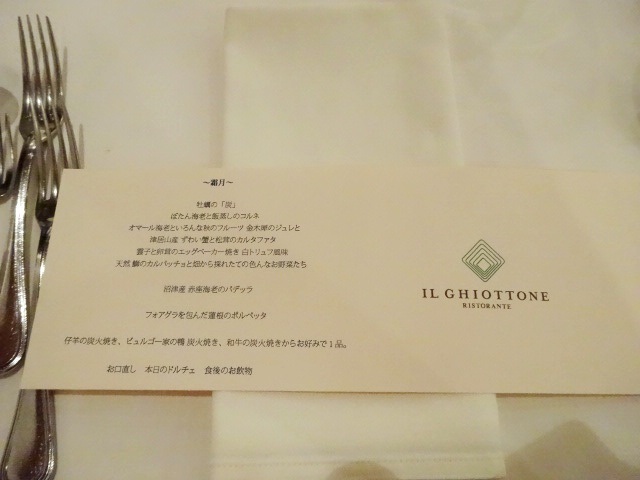 ～霜月～
牡蠣の「炭」
ぼたん海老と飯蒸しのコルネ
オマール海老といろんな秋のフルーツ 金木犀のジュレと
津居山産 ずわい蟹と松茸のカルタファタ
雲子と卵茸のエッグベーカー焼き 白トリュフ風味
天然 鰤のカルパッチョと畑から採れたての色んなお野菜たち
沼津産 赤座海老のパデッラ
フォアグラを包んだ蓮根のポルペッタ
仔羊の炭火焼き、ビュルゴー家の鴨 炭火焼き、和牛の炭火焼きからお好みで１品。
お口直し 本日のドルチェ 食後のお飲物
IL GHIOTTONE
RISTORANTE